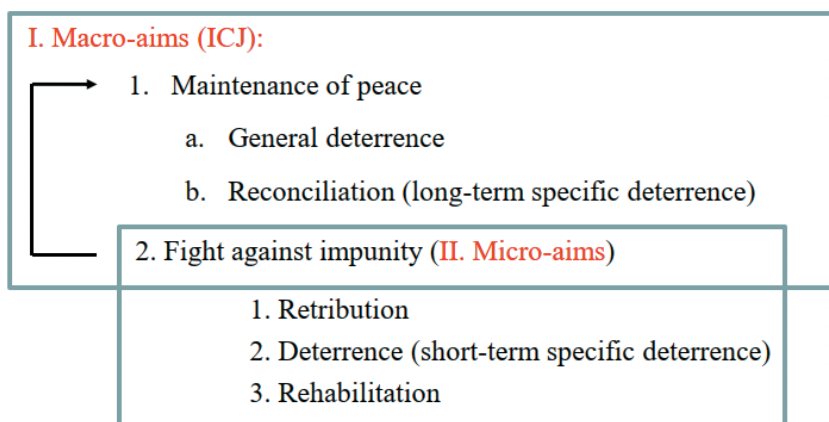 I. Macro-aims (ICJ):
1. Maintenance of peace
a. General deterrence
b. Reconciliation (long-term specific deterrence)
2. Fight against impunity (II. Micro-aims)
1. Retribution
2. Deterrence (short-term specific deterrence)
3. Rehabilitation